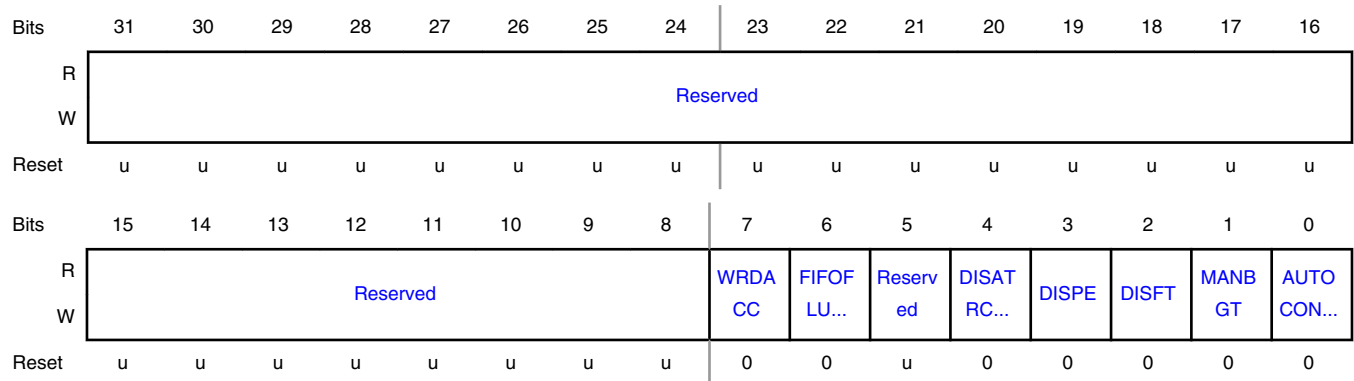 Bits 31 30 29 28 27 26 25 24 23 22 21 20 19 18 17 16
R
Reserved
W
Reset u u u u u u u u u u u u u u u u
Bits 15 14 13 12 11 10 9 8 7 6 5 4 3 2 1 0
R
Reserved
WRDA
CC
FIFOF
LU...
Reserv
ed
DISAT
RC...
DISPE
DISFT
MANB
GT
AUTO
CON...
W
Reset u u u u u u u u 0 0 u 0 0 0 0 0